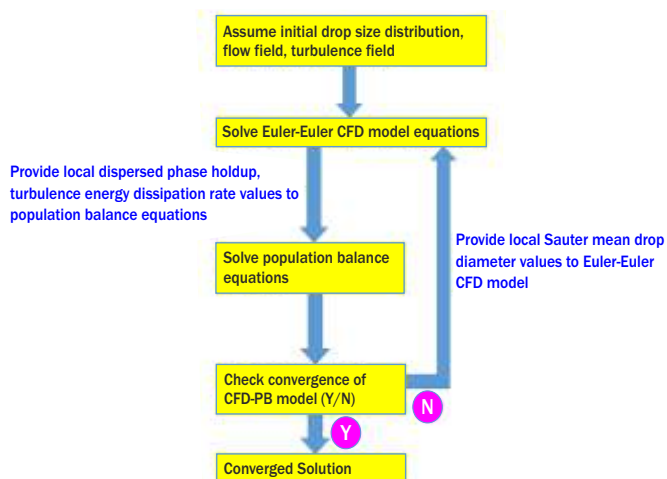 Assume initial drop size distribution,
flow field, turbulence field
Solve Euler-Euler CFD model equations
Provide local dispersed phase holdup,
turbulence energy dissipation rate values to
population balance equations
Solve population balance
equations
Provide local Sauter mean drop
diameter values to Euler-Euler
CFD model
Check convergence of
CFD-PB model (Y/N)
N
Y
Converged Solution